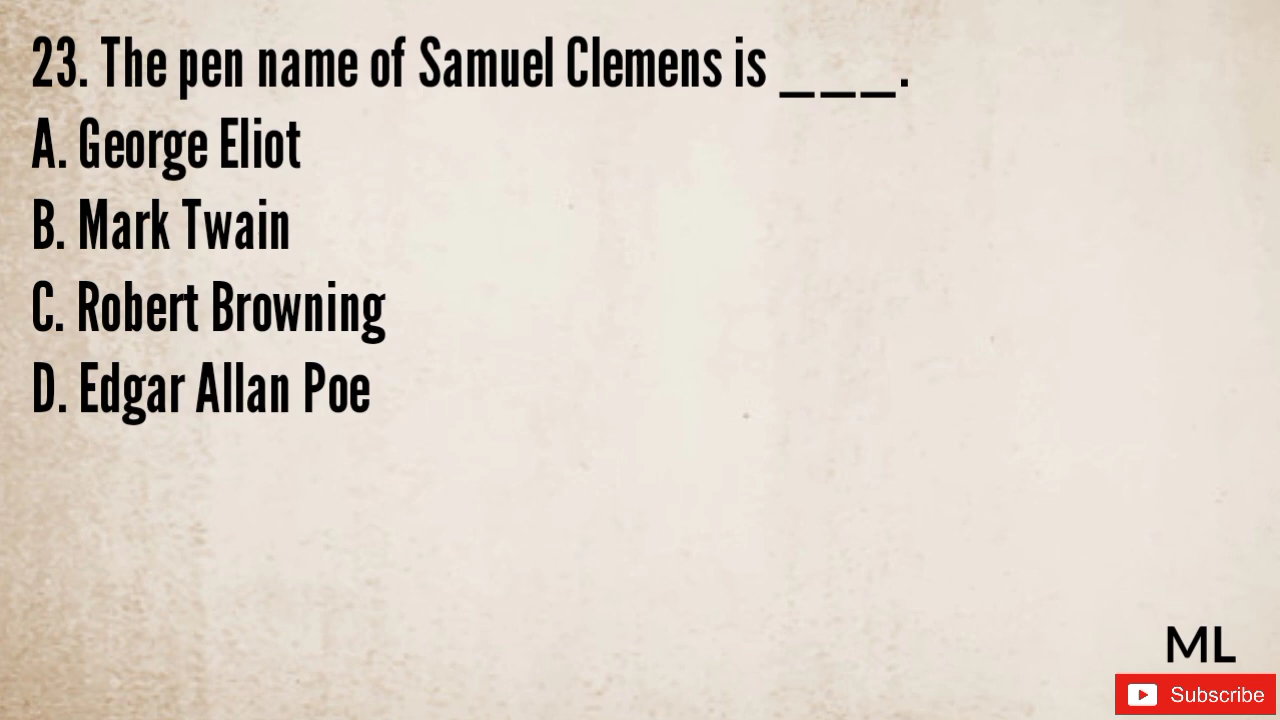 23. The pen name of Samuel Clemens is ___.
A. George Eliot
B. Mark Twain
C. Robert Browning
D. Edgar Allan Poe
ML
Subscribe